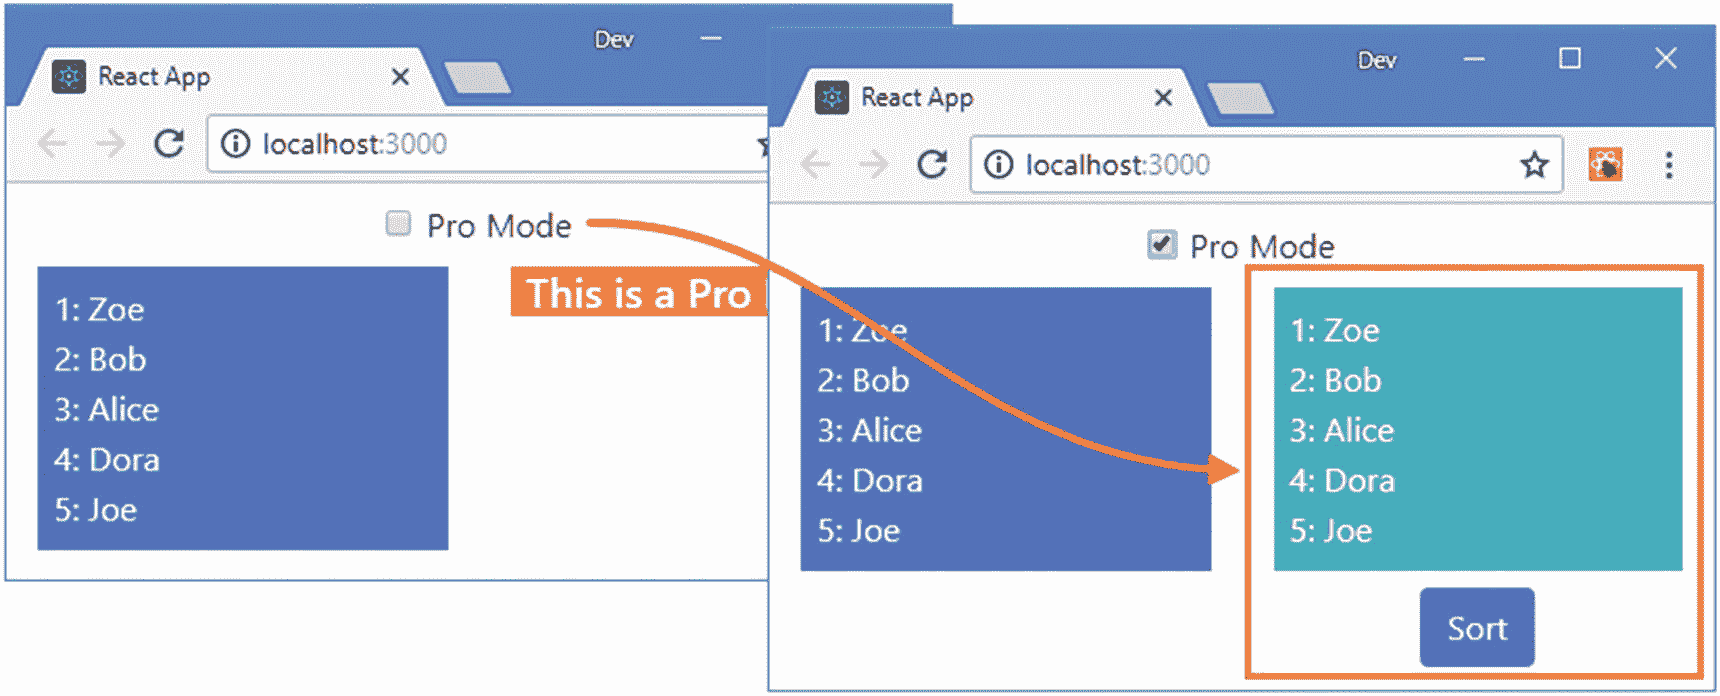 Dev
React App
localhost:3000
Pro Mode
This is a Pro
1: Zoe
2: Bob
3: Alice
4: Dora
5: Joe
Dev
React App
localhost:3000
Pro Mode
1: Zoe
2: Bob
3: Alice
4: Dora
5: Joe
1: Zoe
2: Bob
3: Alice
4: Dora
5: Joe
Sort